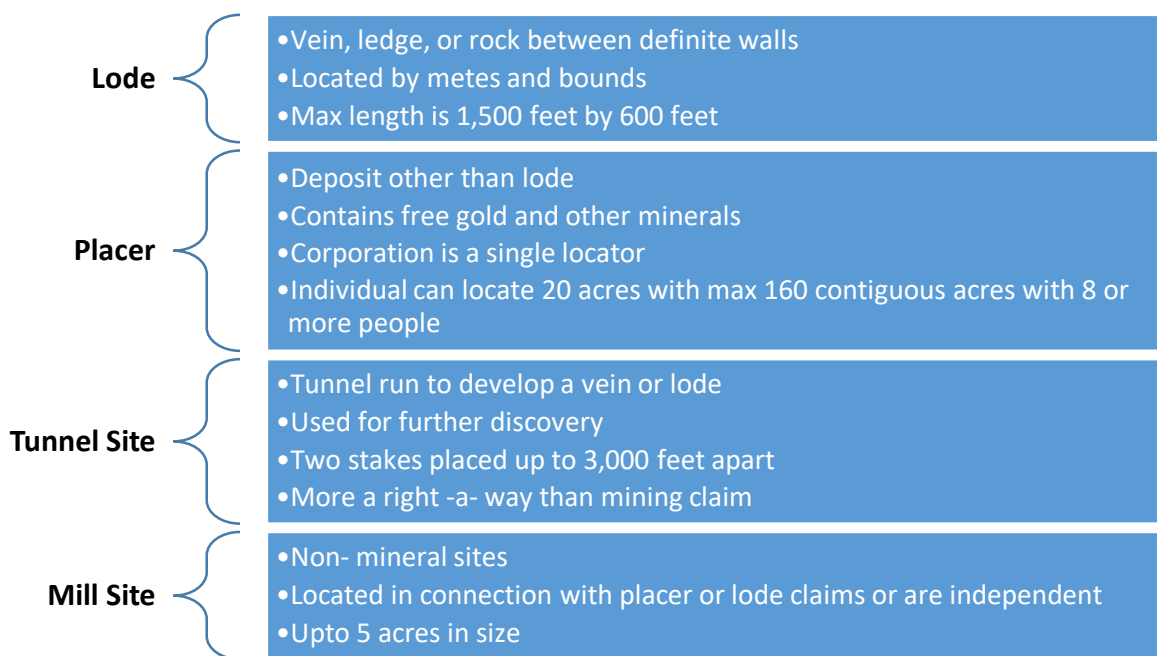 Lode
•Vein, ledge, or rock between definite walls
•Located by metes and bounds
•Max length is 1,500 feet by 600 feet
Placer
•Deposit other than lode
•Contains free gold and other minerals
•Corporation is a single locator
•Individual can locate 20 acres with max 160 contiguous acres with 8 or
more people
Tunnel Site
•Tunnel run to develop a vein or lode
•Used for further discovery
•Two stakes placed up to 3,000 feet apart
•More a right -a- way than mining claim
Mill Site
•Non- mineral sites
•Located in connection with placer or lode claims or are independent
•Upto 5 acres in size